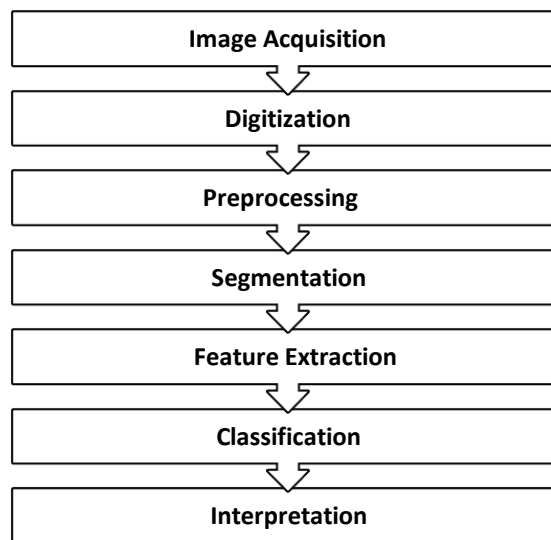 Image Acquisition
Digitization
Preprocessing
Segmentation
Feature Extraction
Classification
Interpretation